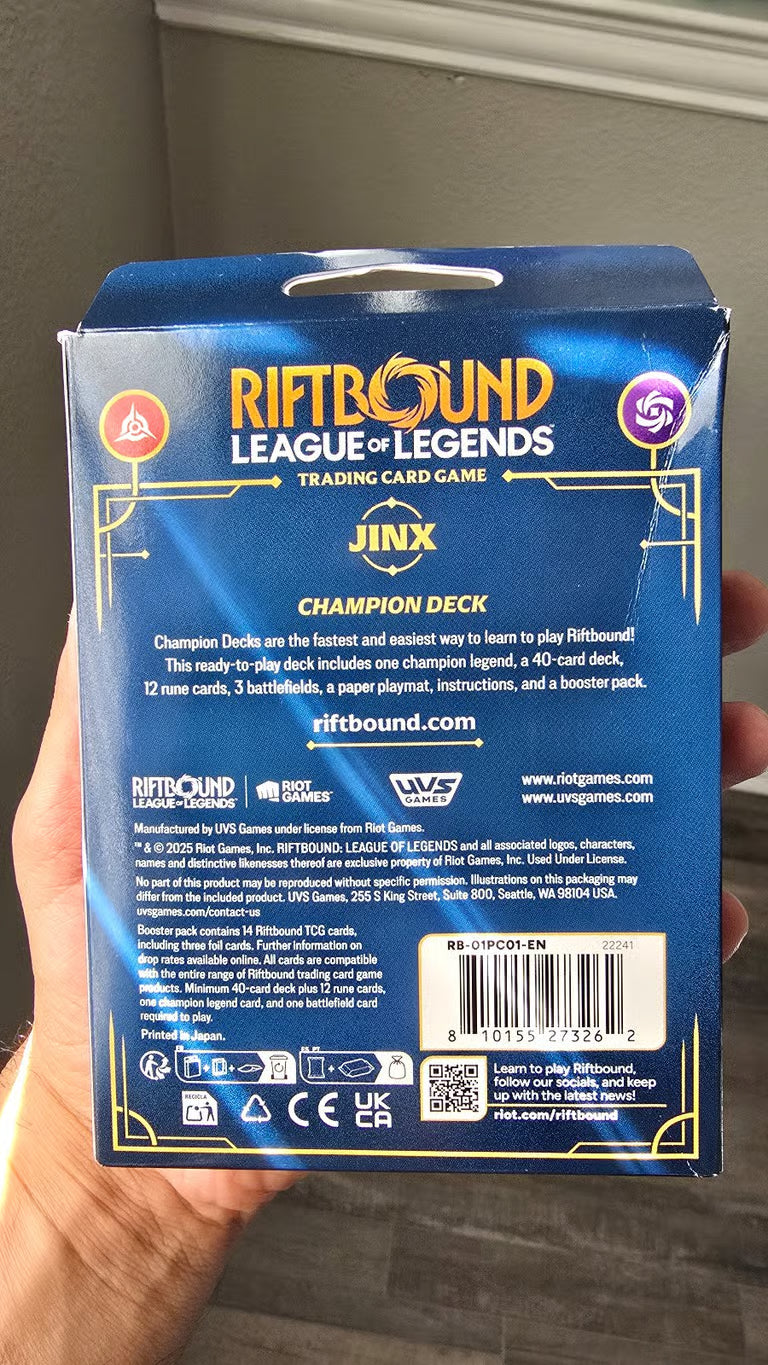 RIFTBOUND
LEAGUE OF LEGENDS
TRADING CARD GAME
JINX
CHAMPION DECK
Champion Decks are the fastest and easiest way to learn to play Riftbound!
This ready-to-play deck includes one champion legend, a 40-card deck,
12 rune cards, 3 battlefields, a paper playmat, instructions, and a booster pack.
riftbound.com
RIFTBOUND
LEAGUE OF LEGENDS
RIOT
GAMES
UVS
GAMES
www.riotgames.com
www.uvsgames.com
Manufactured by UVS Games under license from Riot Games.
™ & © 2025 Riot Games, Inc. RIFTBOUND: LEAGUE OF LEGENDS and all associated logos, characters,
names and distinctive likenesses thereof are exclusive property of Riot Games, Inc. Used Under License.
No part of this product may be reproduced without specific permission. Illustrations on this packaging may
differ from the included product. UVS Games, 255 S King Street, Suite 800, Seattle, WA 98104 USA.
uvsgames.com/contact-us
Booster pack contains 14 Riftbound TCG cards,
including three foil cards. Further information on
drop rates available online. All cards are compatible
with the entire range of Riftbound trading card game
products. Minimum 40-card deck plus 12 rune cards,
one champion legend card, and one battlefield card
required to play.
Printed in Japan.
RB-01PC01-EN 22241
8 10155 27326 2
FR
ES PT
RECICLA
CE
UK
CA
Learn to play Riftbound,
follow our socials, and keep
up with the latest news!
riot.com/riftbound